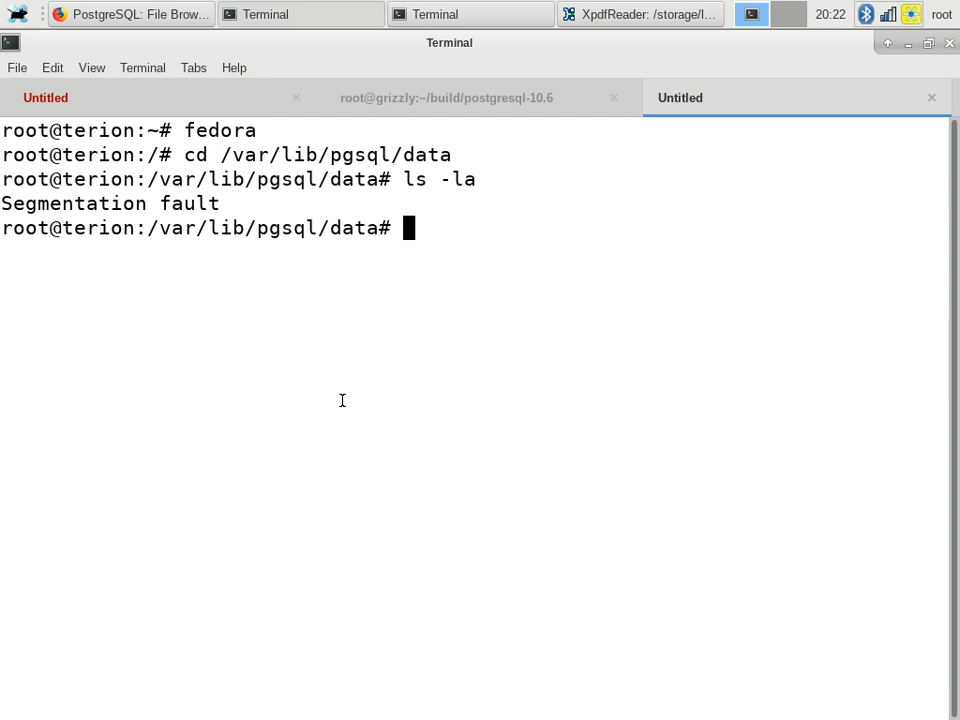 PostgreSQL: File Brow...
Terminal
Terminal
XpdfReader: /storage/l...
20:22
root
Terminal
File Edit View Terminal Tabs Help
Untitled
root@grizzly:~/build/postgresql-10.6
Untitled
root@terion:~# fedora
root@terion:/# cd /var/lib/pgsql/data
root@terion:/var/lib/pgsql/data# ls -la
Segmentation fault
root@terion:/var/lib/pgsql/data#